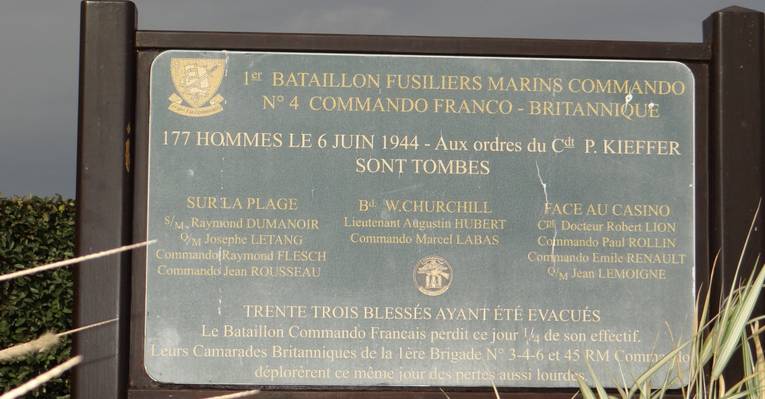 1er BATAILLON FUSILIERS MARINS COMMANDO
N° 4 COMMANDO FRANCO - BRITANNIQUE
177 HOMMES LE 6 JUIN 1944 - Aux ordres du Cdt P. KIEFFER
SONT TOMBES
SUR LA PLAGE
S/M. Raymond DUMANOIR
Q/M Josephe LETANG
Commando Raymond FLESCH
Commando Jean ROUSSEAU
Bd. W.CHURCHILL
Lieutenant Augustin HUBERT
Commando Marcel LABAS
FACE AU CASINO
Docteur Robert LION
Commando Paul ROLLIN
Commando Emile RENAULT
Q/M Jean LEMOIGNE
TRENTE TROIS BLESSÉS AYANT ÉTÉ EVACUÉS
Le Bataillon Commando Francais perdit ce jour 1/4 de son effectif.
Leurs Camarades Britanniques de la 1ère Brigade N° 3-4-6 et 45 RM Commando
déplorèrent ce même jour des pertes aussi lourdes.